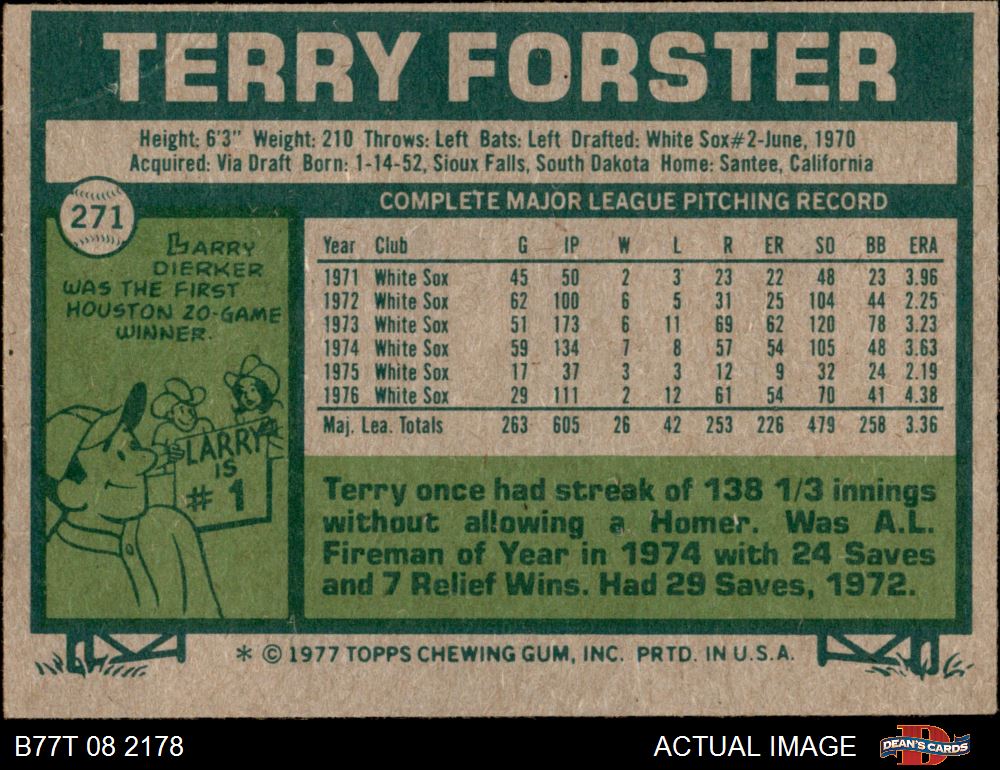 TERRY FORSTER
Height: 6'3" Weight: 210 Throws: Left Bats: Left Drafted: White Sox#2-June, 1970
Acquired: Via Draft Born: 1-14-52, Sioux Falls, South Dakota Home: Santee, California
271
COMPLETE MAJOR LEAGUE PITCHING RECORD
LARRY
DIERKER
WAS THE FIRST
HOUSTON 20-GAME
WINNER.
LARRY
IS
# 1
Year Club G IP W L R ER SO BB ERA
1971 White Sox 45 50 2 3 23 22 48 23 3.96
1972 White Sox 62 100 6 5 31 25 104 44 2.25
1973 White Sox 51 173 6 11 69 62 120 78 3.23
1974 White Sox 59 134 7 8 57 54 105 48 3.63
1975 White Sox 17 37 3 3 12 9 32 24 2.19
1976 White Sox 29 111 2 12 61 54 70 41 4.38
Maj. Lea. Totals 263 605 26 42 253 226 479 258 3.36
Terry once had streak of 138 1/3 innings
without allowing a Homer. Was A.L.
Fireman of Year in 1974 with 24 Saves
and 7 Relief Wins. Had 29 Saves, 1972.
* © 1977 TOPPS CHEWING GUM, INC. PRTD. IN U.S.A.
B77T 08 2178
ACTUAL IMAGE
D
DEAN'S CARDS